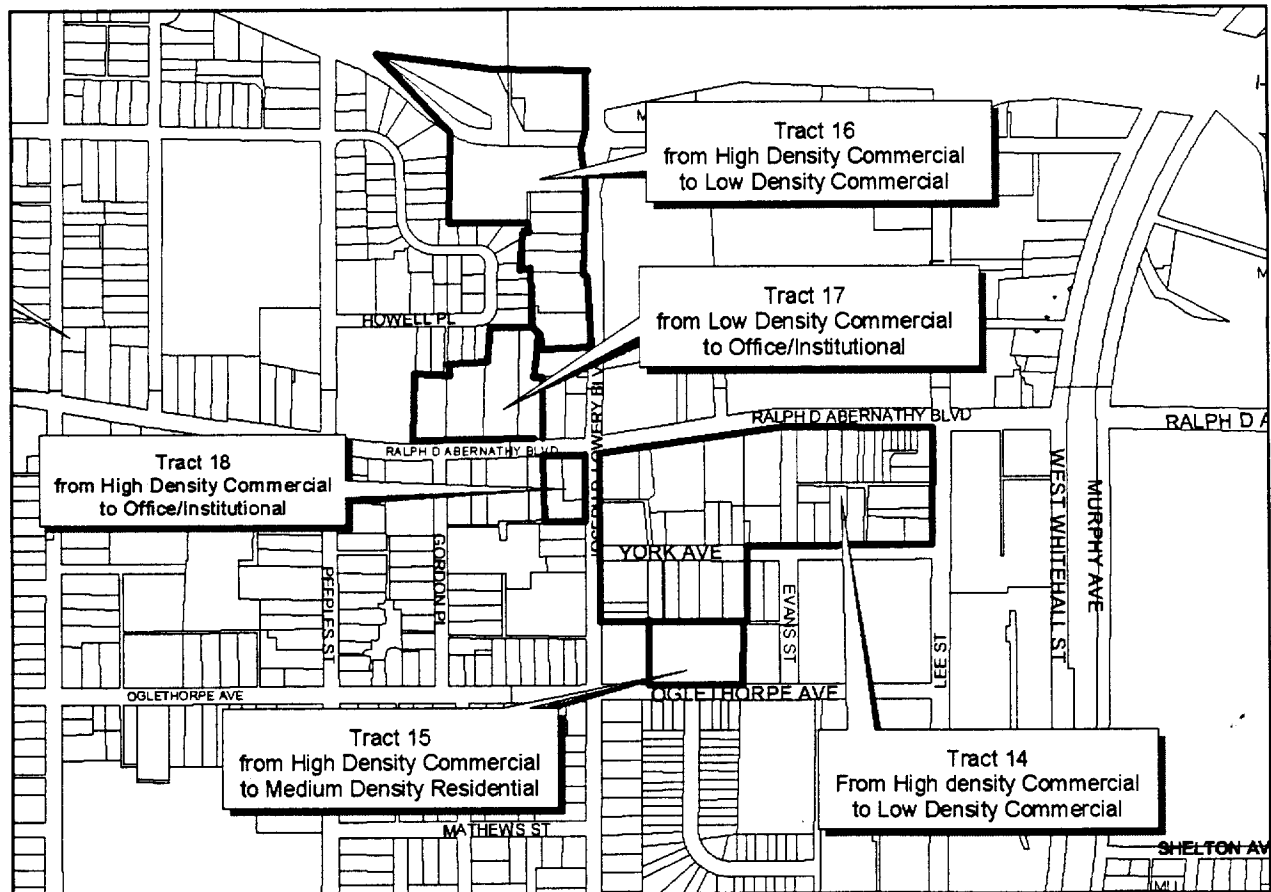 Tract 16
from High Density Commercial
to Low Density Commercial
Tract 17
from Low Density Commercial
to Office/Institutional
HOWELL PL
RALPH D ABERNATHY BLVD
RALPH D A
RALPH D ABERNATHY BLVD
Tract 18
from High Density Commercial
to Office/Institutional
LOWERY
YORK AVE
GORDON PL
PEEPLES ST
EVANS ST
LEE ST
WEST WHITEHALL ST
MURPHY AVE
OGLETHORPE AVE
OGLETHORPE AVE
Tract 15
from High Density Commercial
to Medium Density Residential
Tract 14
From High density Commercial
to Low Density Commercial
MATHEWS ST
SHELTON AV